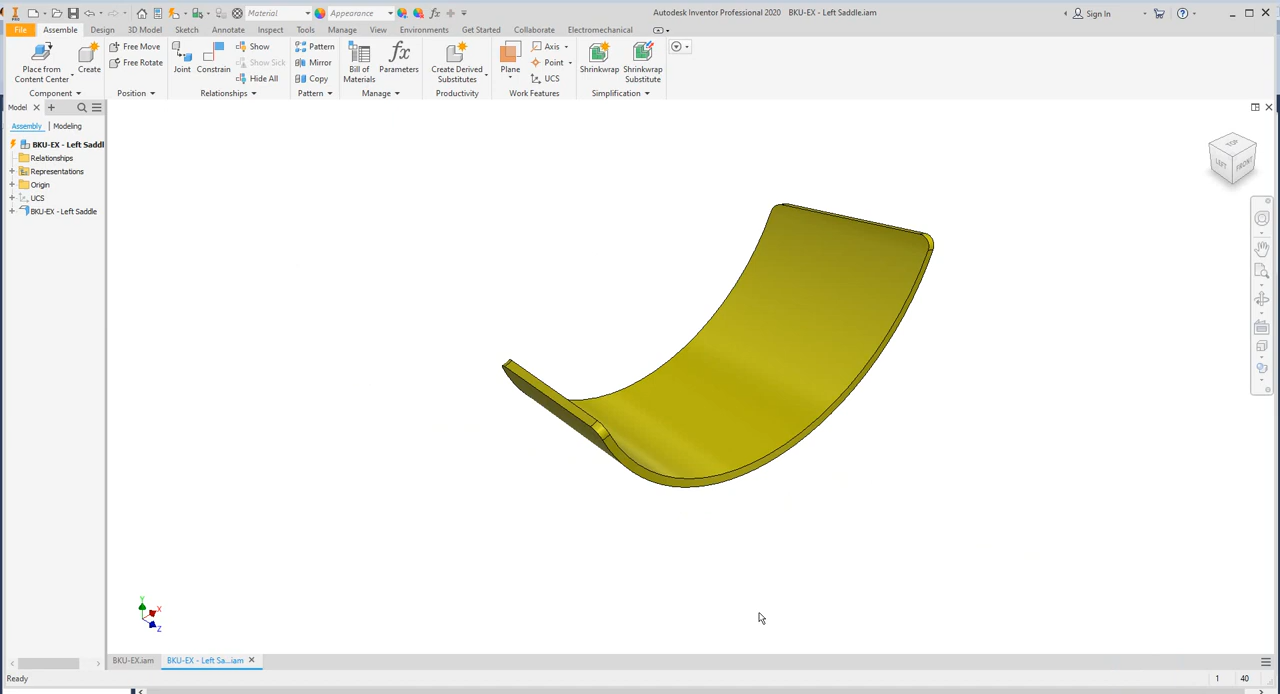 Material
Appearance
Autodesk Inventor Professional 2020 BKU-EX - Left Saddle.iam
Sign In
File Assemble Design 3D Model Sketch Annotate Inspect Tools Manage View Environments Get Started Collaborate Electromechanical
Place from
Content Center
Create
Free Move
Free Rotate
Joint
Constrain
Show
Show Sick
Hide All
Pattern
Mirror
Copy
Bill of
Materials
Parameters
Create Derived
Substitutes
Plane
Axis
Point
UCS
Shrinkwrap
Shrinkwrap
Substitute
Component Position Relationships Pattern Manage Productivity Work Features Simplification
Model
Assembly Modeling
BKU-EX - Left Saddl
Relationships
Representations
Origin
UCS
BKU-EX - Left Saddle
TOP
LEFT FRONT
Y
X
Z
BKU-EX.iam BKU-EX - Left Sa...iam
Ready 1 40